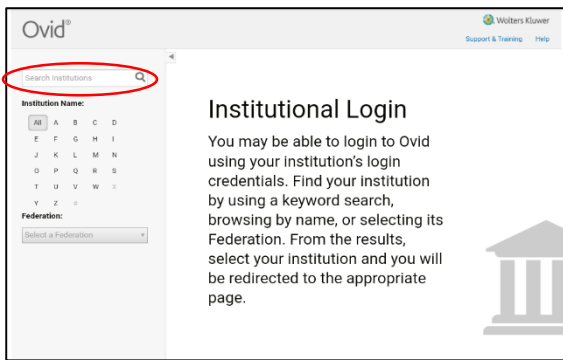 Ovid®
Wolters Kluwer
Support & Training Help
Search Institutions
Institution Name:
All A B C D
E F G H I
J K L M N
O P Q R S
T U V W X
Y Z #
Federation:
Select a Federation
Institutional Login
You may be able to login to Ovid
using your institution's login
credentials. Find your institution
by using a keyword search,
browsing by name, or selecting its
Federation. From the results,
select your institution and you will
be redirected to the appropriate
page.